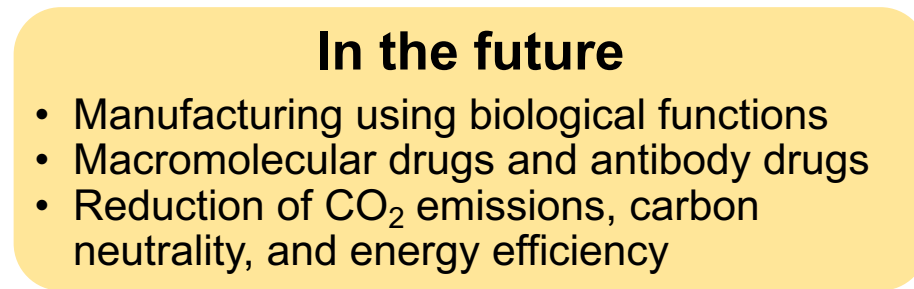 In the future
• Manufacturing using biological functions
• Macromolecular drugs and antibody drugs
• Reduction of CO₂ emissions, carbon
neutrality, and energy efficiency